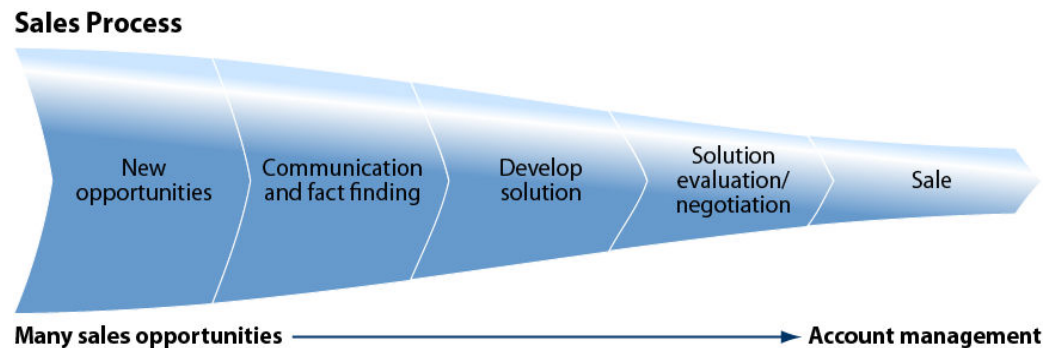 Sales Process
New
opportunities
Communication
and fact finding
Develop
solution
Solution
evaluation/
negotiation
Sale
Many sales opportunities
Account management